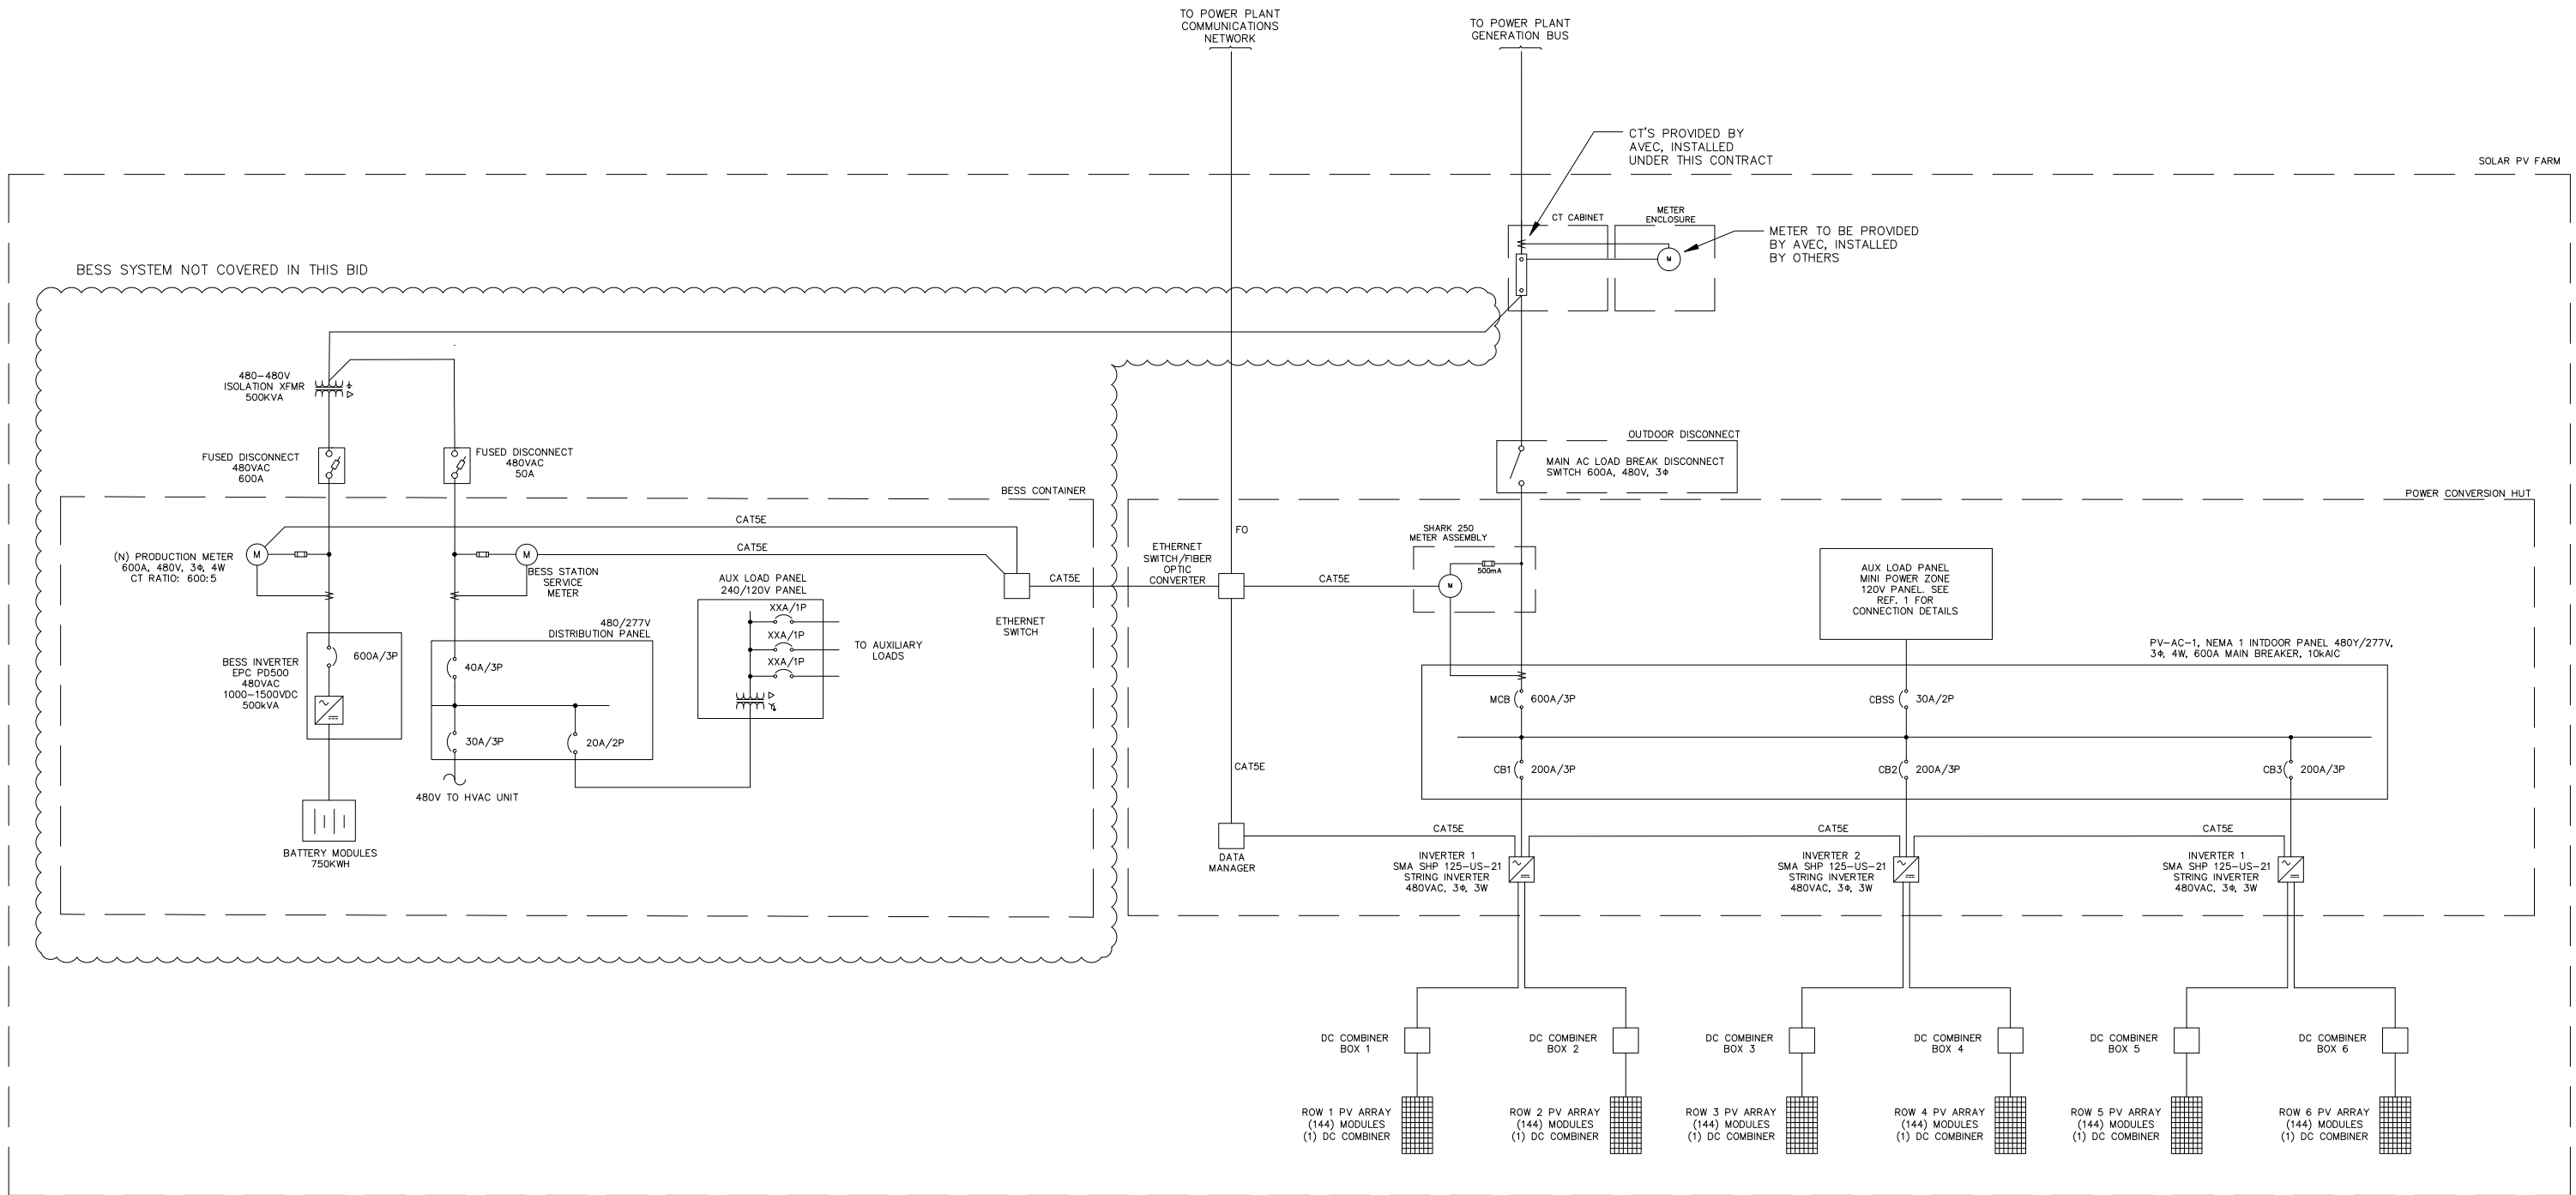 TO POWER PLANT
COMMUNICATIONS
NETWORK
TO POWER PLANT
GENERATION BUS
CT'S PROVIDED BY
AVEC, INSTALLED
UNDER THIS CONTRACT
SOLAR PV FARM
CT CABINET
METER
ENCLOSURE
M
METER TO BE PROVIDED
BY AVEC, INSTALLED
BY OTHERS
BESS SYSTEM NOT COVERED IN THIS BID
480-480V
ISOLATION XFMR
500KVA
FUSED DISCONNECT
480VAC
600A
FUSED DISCONNECT
480VAC
50A
OUTDOOR DISCONNECT
MAIN AC LOAD BREAK DISCONNECT
SWITCH 600A, 480V, 3Φ
BESS CONTAINER
POWER CONVERSION HUT
CAT5E
CAT5E
M
M
(N) PRODUCTION METER
600A, 480V, 3Φ, 4W
CT RATIO: 600:5
BESS STATION
SERVICE
METER
AUX LOAD PANEL
240/120V PANEL
XXA/1P
XXA/1P
XXA/1P
TO AUXILIARY
LOADS
ETHERNET
SWITCH
CAT5E
ETHERNET
SWITCH/FIBER
OPTIC
CONVERTER
FO
CAT5E
SHARK 250
METER ASSEMBLY
500mA
M
AUX LOAD PANEL
MINI POWER ZONE
120V PANEL. SEE
REF. 1 FOR
CONNECTION DETAILS
PV-AC-1, NEMA 1 INTDOOR PANEL 480Y/277V,
3Φ, 4W, 600A MAIN BREAKER, 10kAIC
480/277V
DISTRIBUTION PANEL
BESS INVERTER
EPC PD500
480VAC
1000-1500VDC
500kVA
600A/3P
40A/3P
30A/3P
20A/2P
480V TO HVAC UNIT
BATTERY MODULES
750KWH
MCB
600A/3P
CBSS
30A/2P
CB1
200A/3P
CB2
200A/3P
CB3
200A/3P
CAT5E
DATA
MANAGER
CAT5E
CAT5E
CAT5E
INVERTER 1
SMA SHP 125-US-21
STRING INVERTER
480VAC, 3Φ, 3W
INVERTER 2
SMA SHP 125-US-21
STRING INVERTER
480VAC, 3Φ, 3W
INVERTER 1
SMA SHP 125-US-21
STRING INVERTER
480VAC, 3Φ, 3W
DC COMBINER
BOX 1
DC COMBINER
BOX 2
DC COMBINER
BOX 3
DC COMBINER
BOX 4
DC COMBINER
BOX 5
DC COMBINER
BOX 6
ROW 1 PV ARRAY
(144) MODULES
(1) DC COMBINER
ROW 2 PV ARRAY
(144) MODULES
(1) DC COMBINER
ROW 3 PV ARRAY
(144) MODULES
(1) DC COMBINER
ROW 4 PV ARRAY
(144) MODULES
(1) DC COMBINER
ROW 5 PV ARRAY
(144) MODULES
(1) DC COMBINER
ROW 6 PV ARRAY
(144) MODULES
(1) DC COMBINER